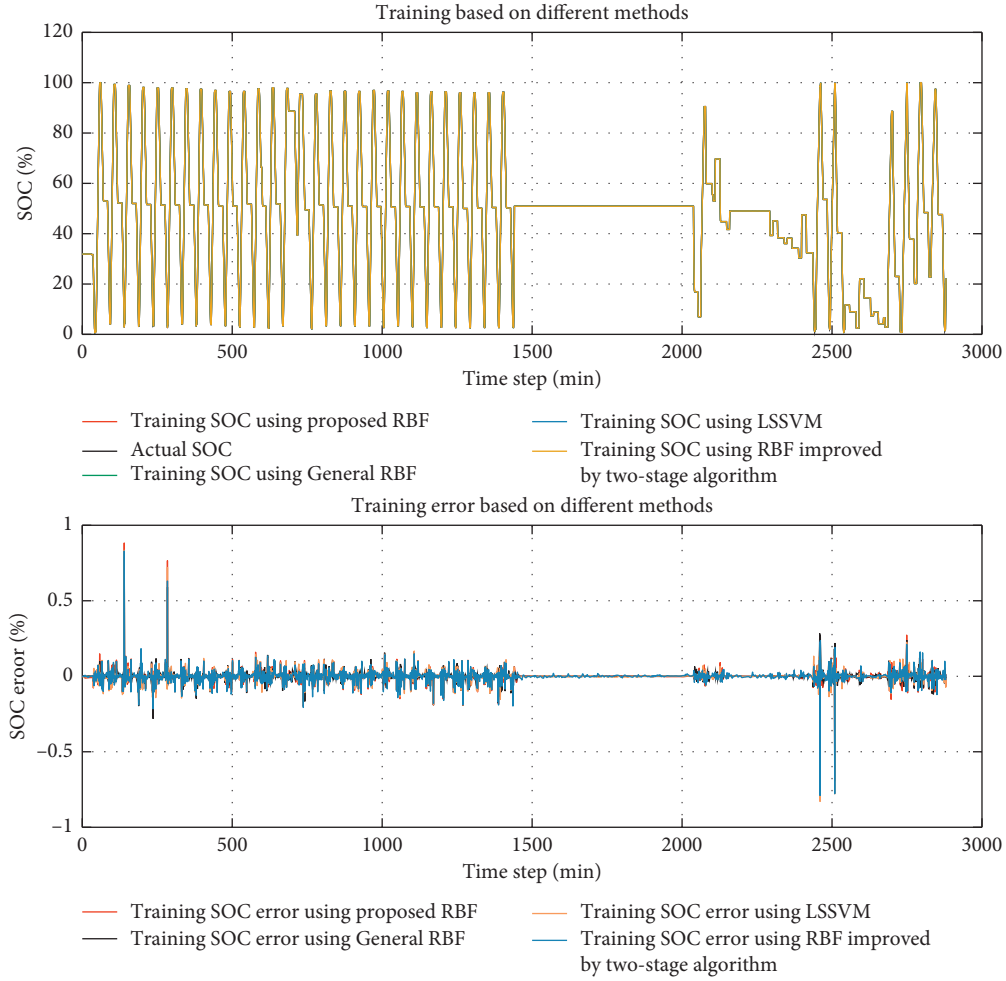 Training based on different methods
120
100
80
60
40
20
0
SOC (%)
0 500 1000 1500 2000 2500 3000
Time step (min)
Training SOC using proposed RBF
Actual SOC
Training SOC using General RBF
Training SOC using LSSVM
Training SOC using RBF improved
by two-stage algorithm
Training error based on different methods
1
0.5
0
−0.5
−1
SOC eroor (%)
0 500 1000 1500 2000 2500 3000
Time step (min)
Training SOC error using proposed RBF
Training SOC error using General RBF
Training SOC error using LSSVM
Training SOC error using RBF improved
by two-stage algorithm